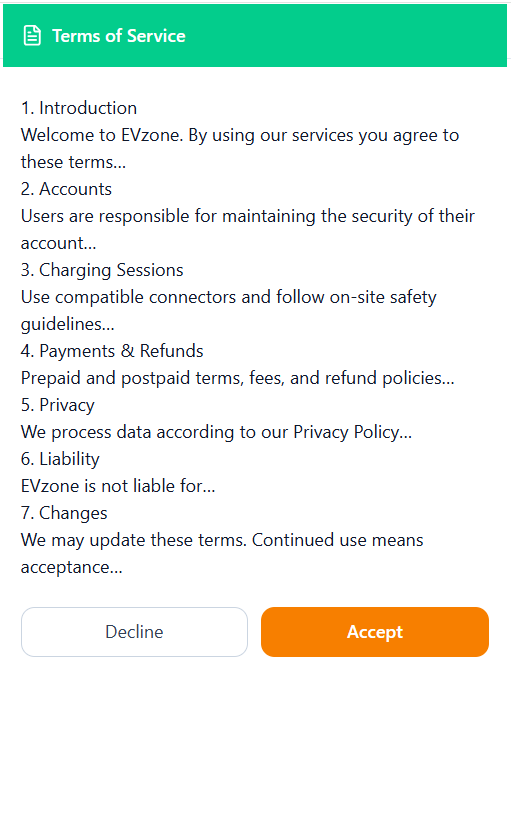 Terms of Service
1. Introduction
Welcome to EVzone. By using our services you agree to
these terms…
2. Accounts
Users are responsible for maintaining the security of their
account…
3. Charging Sessions
Use compatible connectors and follow on-site safety
guidelines…
4. Payments & Refunds
Prepaid and postpaid terms, fees, and refund policies…
5. Privacy
We process data according to our Privacy Policy…
6. Liability
EVzone is not liable for…
7. Changes
We may update these terms. Continued use means
acceptance…
Decline
Accept